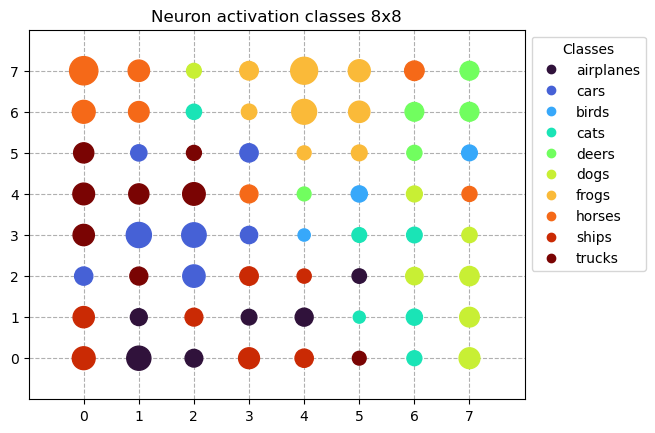 Neuron activation classes 8x8
7
6
5
4
3
2
1
0
0 1 2 3 4 5 6 7
Classes
airplanes
cars
birds
cats
deers
dogs
frogs
horses
ships
trucks